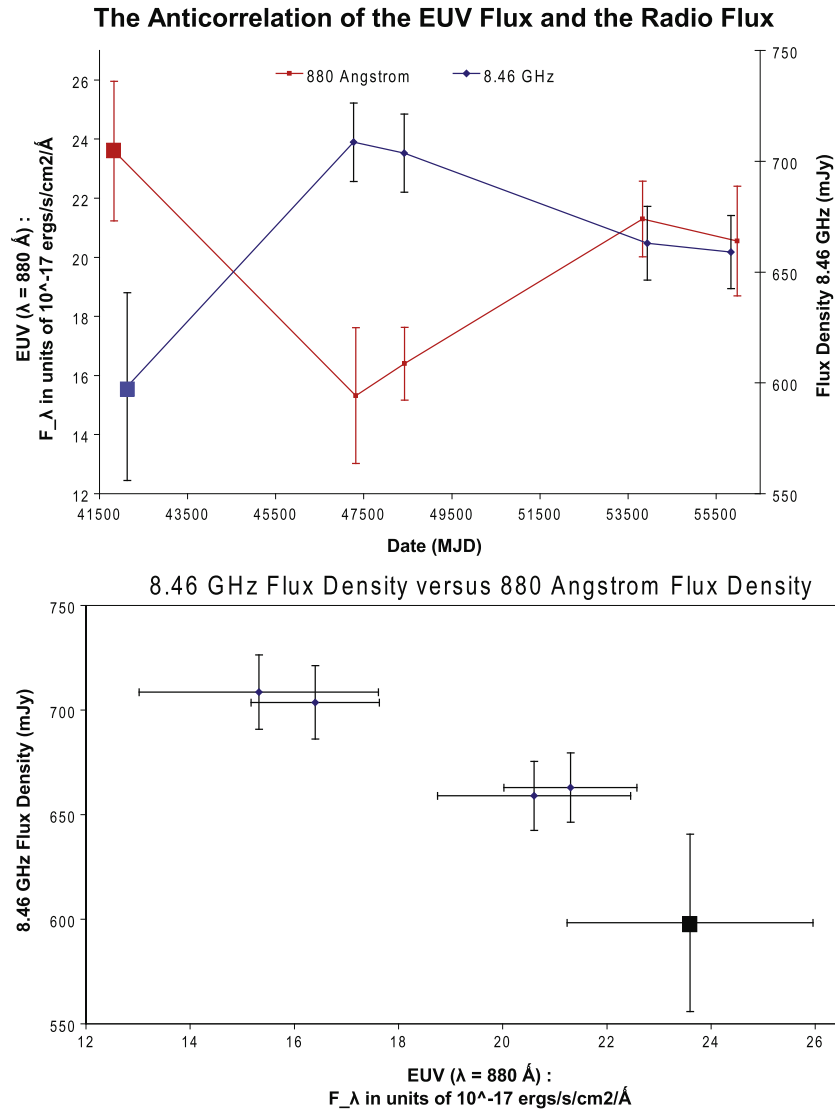 The Anticorrelation of the EUV Flux and the Radio Flux
880 Angstrom
8.46 GHz
26
24
22
20
18
16
14
12
750
700
650
600
550
EUV (λ = 880 Ǻ) :
F_λ in units of 10^-17 ergs/s/cm2/Ǻ
Flux Density 8.46 GHz (mJy)
41500 43500 45500 47500 49500 51500 53500 55500
Date (MJD)
8.46 GHz Flux Density versus 880 Angstrom Flux Density
750
700
650
600
550
8.46 GHz Flux Density (mJy)
12 14 16 18 20 22 24 26
EUV (λ = 880 Ǻ) :
F_λ in units of 10^-17 ergs/s/cm2/Ǻ